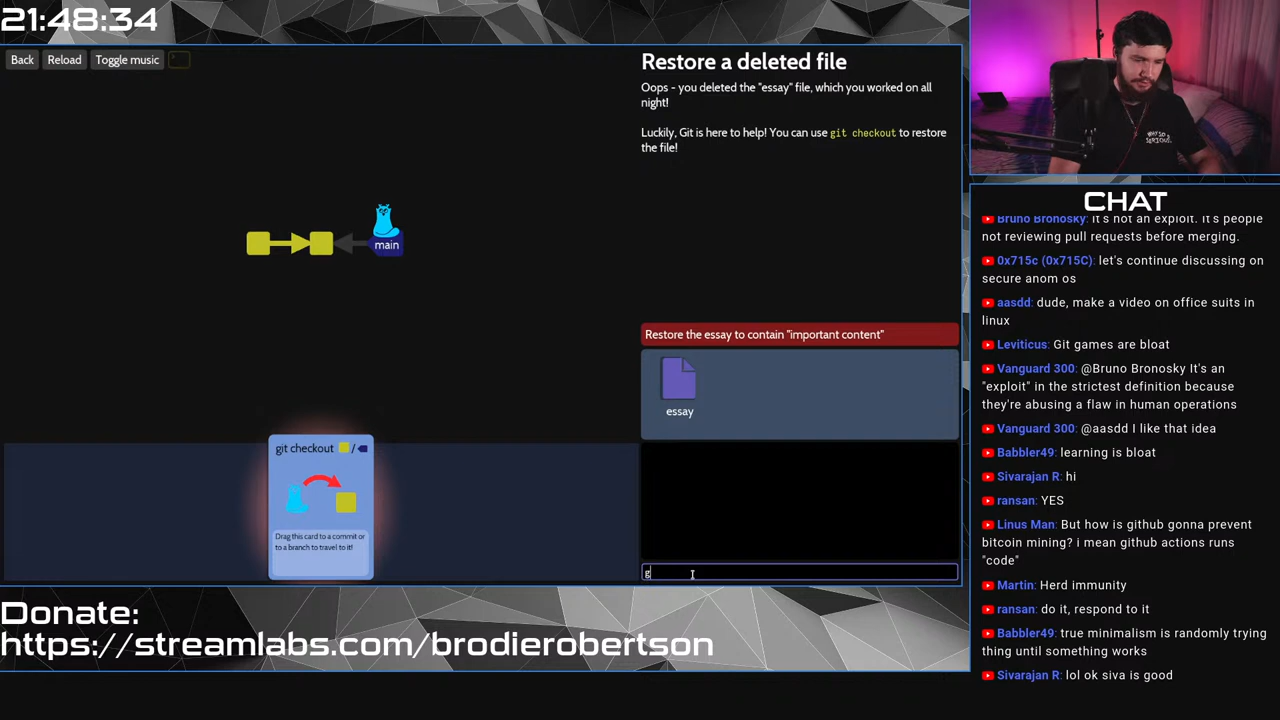 21:48:34
Back
Reload
Toggle music
Restore a deleted file
Oops - you deleted the "essay" file, which you worked on all
night!
Luckily, Git is here to help! You can use git checkout to restore
the file!
main
Restore the essay to contain "important content"
essay
git checkout /
Drag this card to a commit or
to a branch to travel to it!
g
WHY SO
SERIOUS?
CHAT
Bruno Bronosky: It's not an exploit. It's people
not reviewing pull requests before merging.
0x715c (0x715C): let's continue discussing on
secure anom os
aasdd: dude, make a video on office suits in
linux
Leviticus: Git games are bloat
Vanguard 300: @Bruno Bronosky It's an
"exploit" in the strictest definition because
they're abusing a flaw in human operations
Vanguard 300: @aasdd I like that idea
Babbler49: learning is bloat
Sivarajan R: hi
ransan: YES
Linus Man: But how is github gonna prevent
bitcoin mining? i mean github actions runs
"code"
Martin: Herd immunity
ransan: do it, respond to it
Babbler49: true minimalism is randomly trying
thing until something works
Sivarajan R: lol ok siva is good
Donate:
https://streamlabs.com/brodierobertson